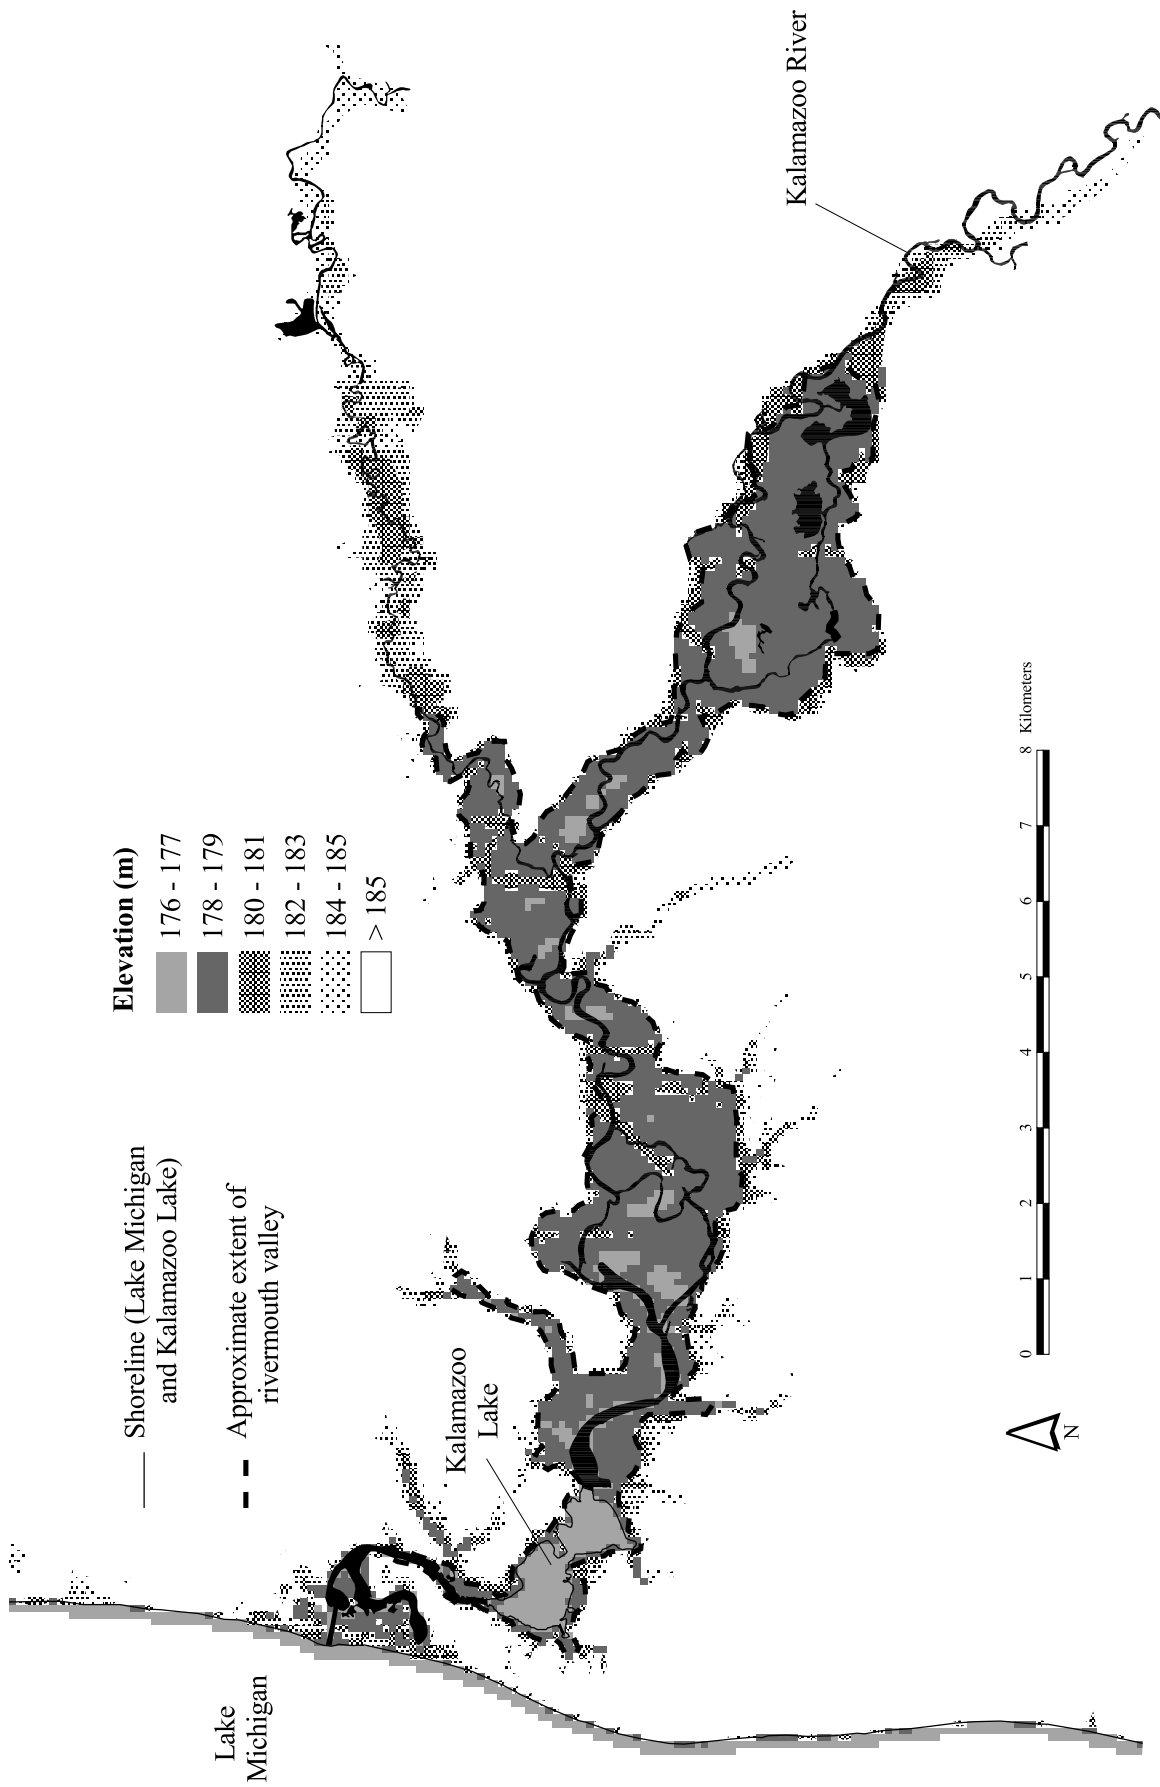 Shoreline (Lake Michigan
and Kalamazoo Lake)
Approximate extent of
rivermouth valley
Elevation (m)
176 - 177
178 - 179
180 - 181
182 - 183
184 - 185
> 185
Lake
Michigan
Kalamazoo
Lake
Kalamazoo River
N
0 1 2 3 4 5 6 7 8 Kilometers